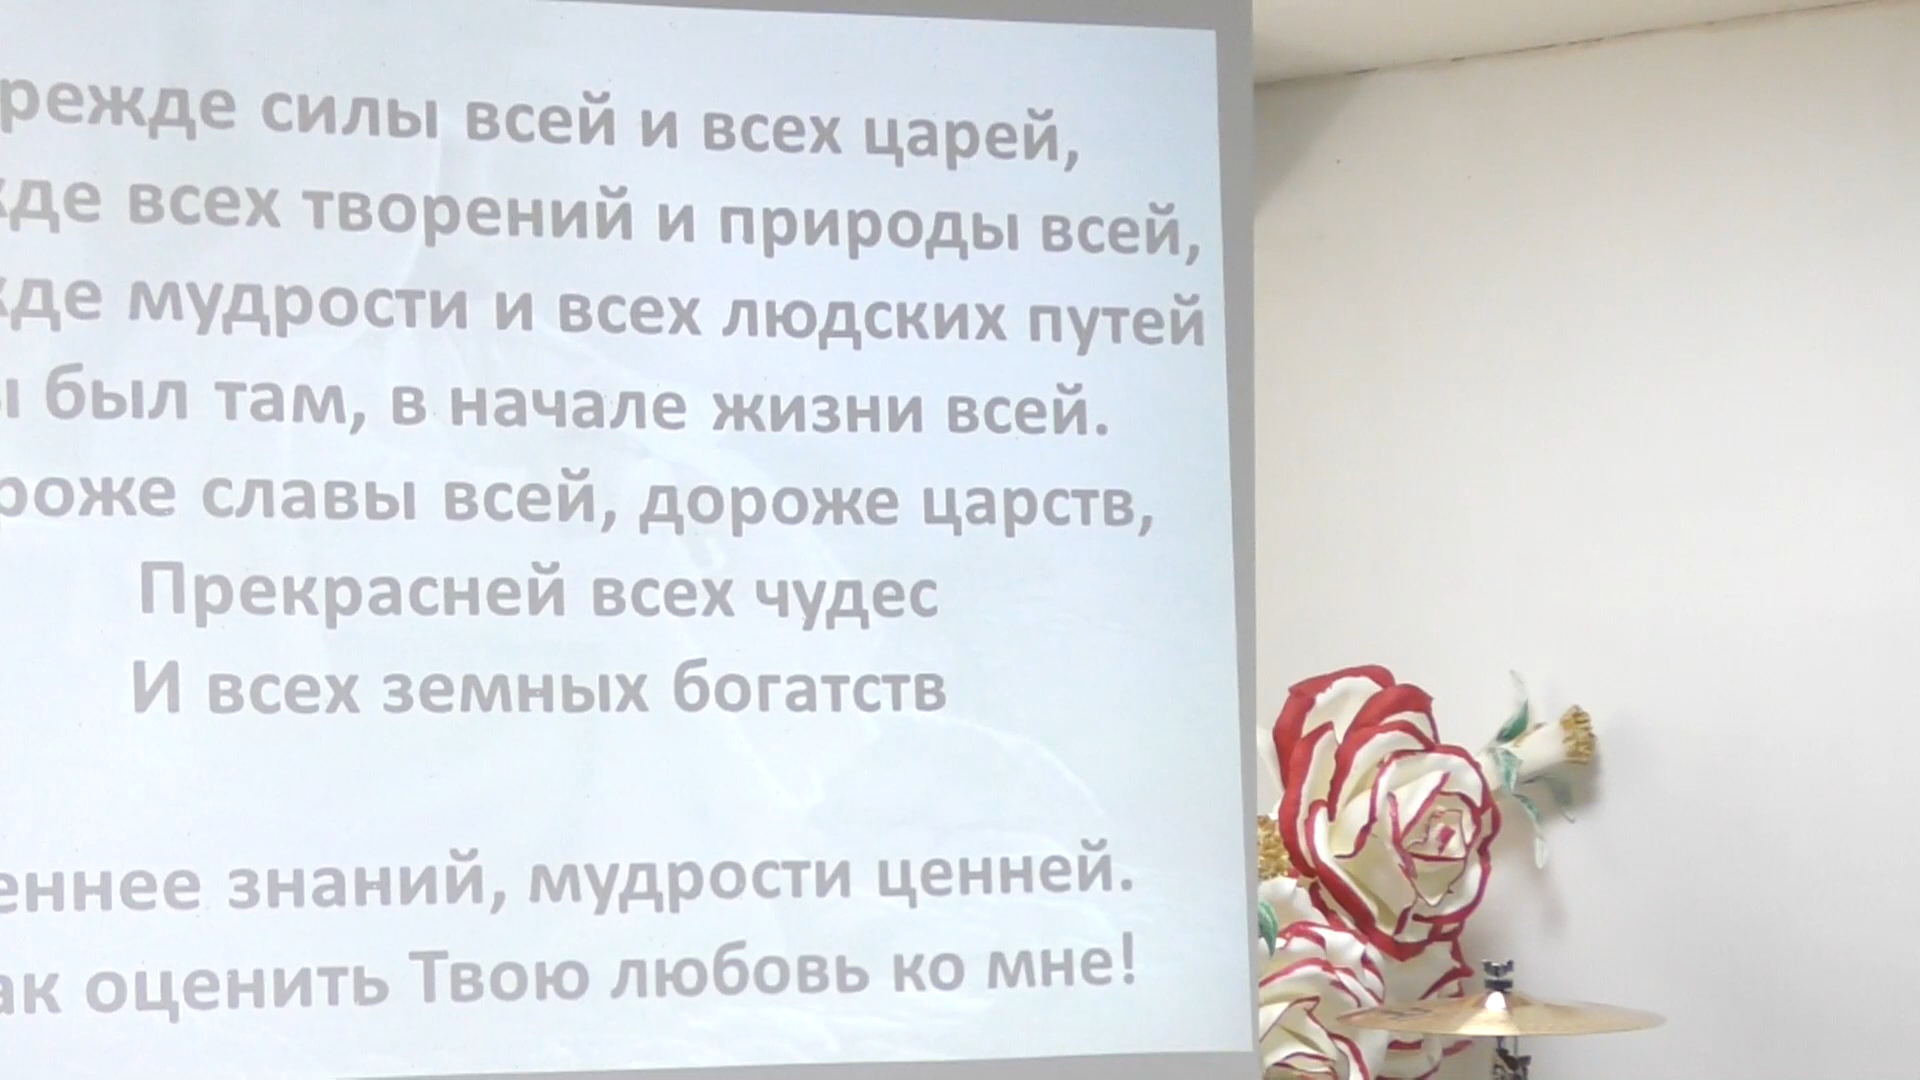 режде силы всей и всех царей,
де всех творений и природы всей,
де мудрости и всех людских путей
ы был там, в начале жизни всей.
роже славы всей, дороже царств,
Прекрасней всех чудес
И всех земных богатств
еннее знаний, мудрости ценней.
ак оценить Твою любовь ко мне!